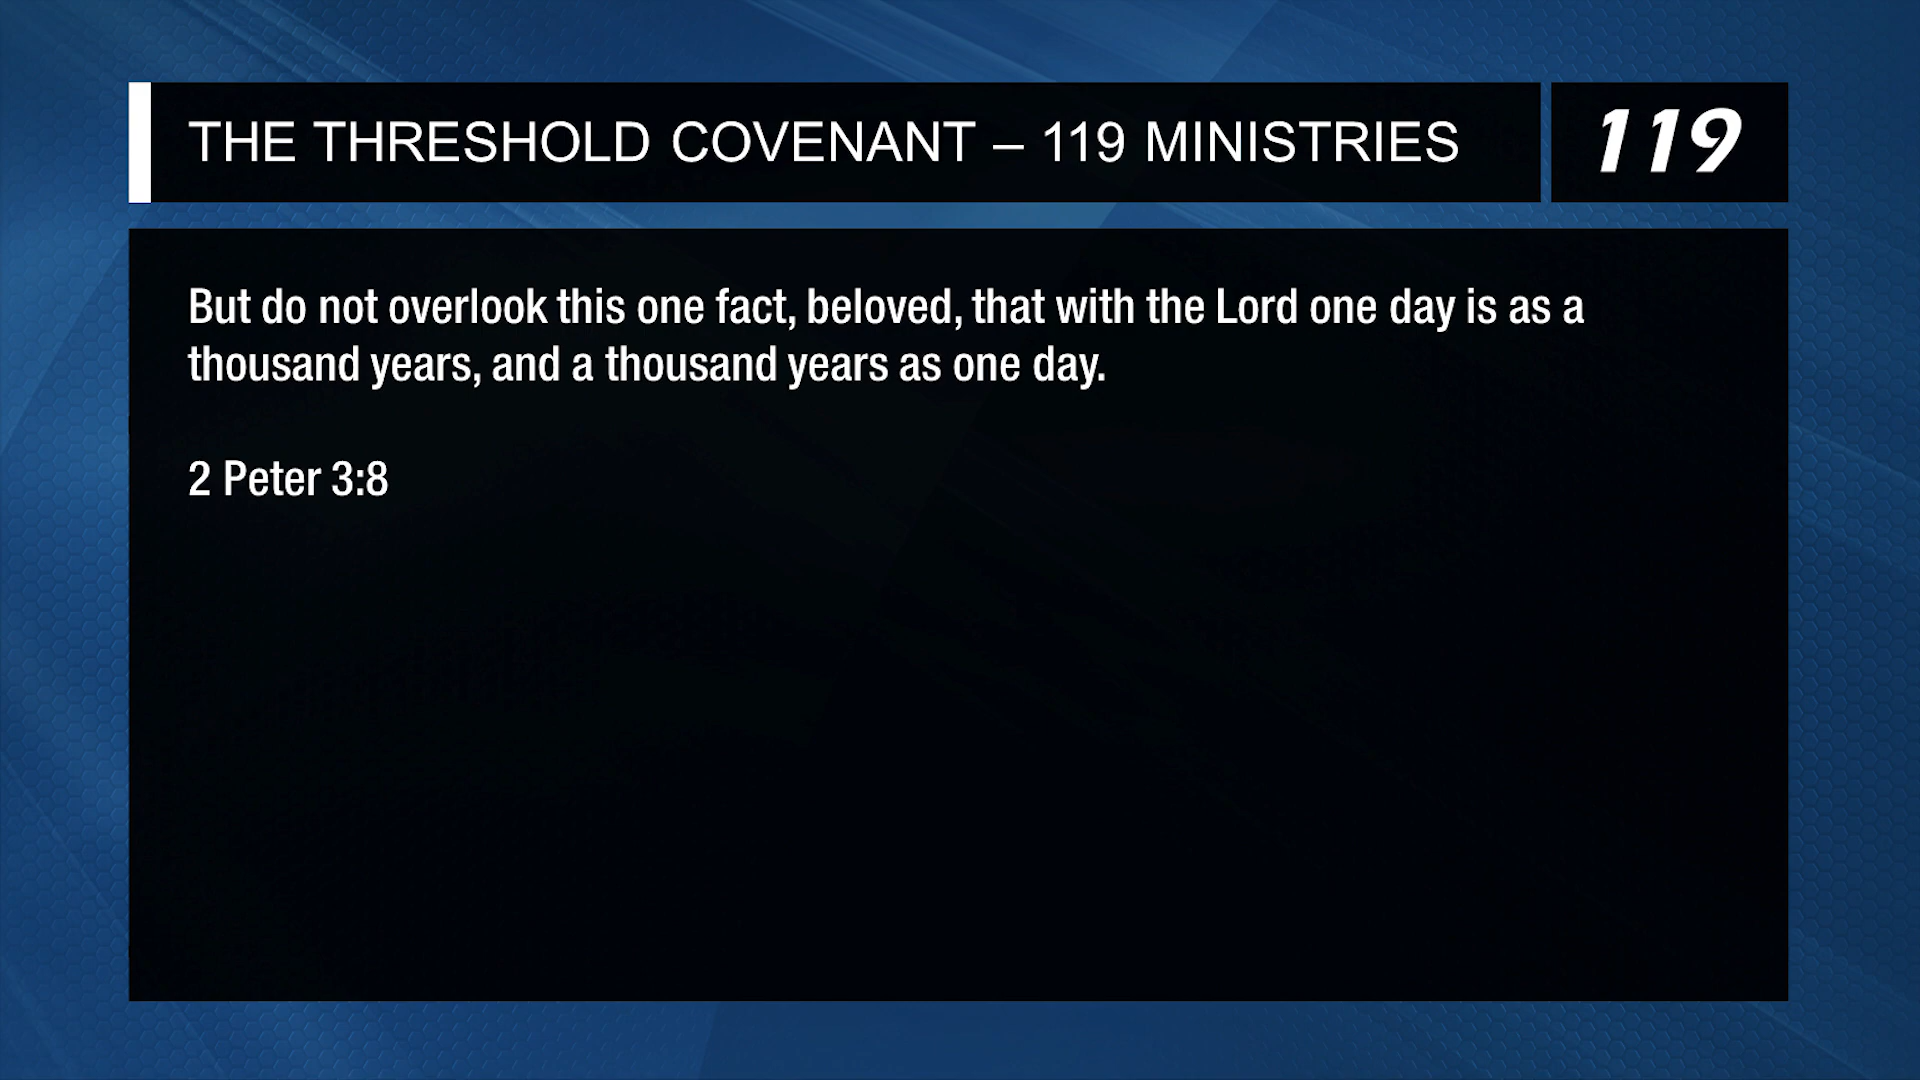 THE THRESHOLD COVENANT – 119 MINISTRIES
119
But do not overlook this one fact, beloved, that with the Lord one day is as a
thousand years, and a thousand years as one day.
2 Peter 3:8